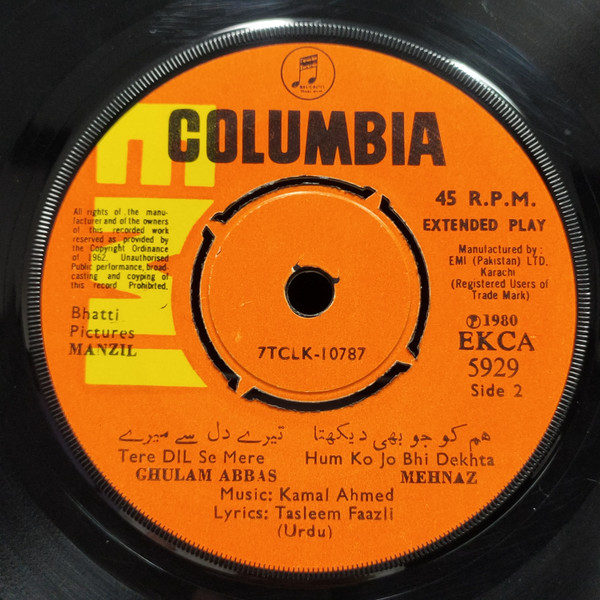 COLUMBIA
EMI
45 R.P.M.
EXTENDED PLAY
All rights of the manu-
facturer and of the owners
of this recorded work
reserved as provided by
the Copyright Ordinance
of 1962. Unauthorised
Public performance, broad-
casting and coyping of
this record Prohibited.
Manufactured by:
EMI (Pakistan) LTD.
Karachi
(Registered Users of
Trade Mark)
Bhatti
Pictures
MANZIL
7TCLK-10787
Ⓟ1980
EKCA
5929
Side 2
تیرے دل سے میرے
ہم کو جو بھی دیکھتا
Tere DIL Se Mere
Hum Ko Jo Bhi Dekhta
GHULAM ABBAS
MEHNAZ
Music: Kamal Ahmed
Lyrics: Tasleem Faazli
(Urdu)